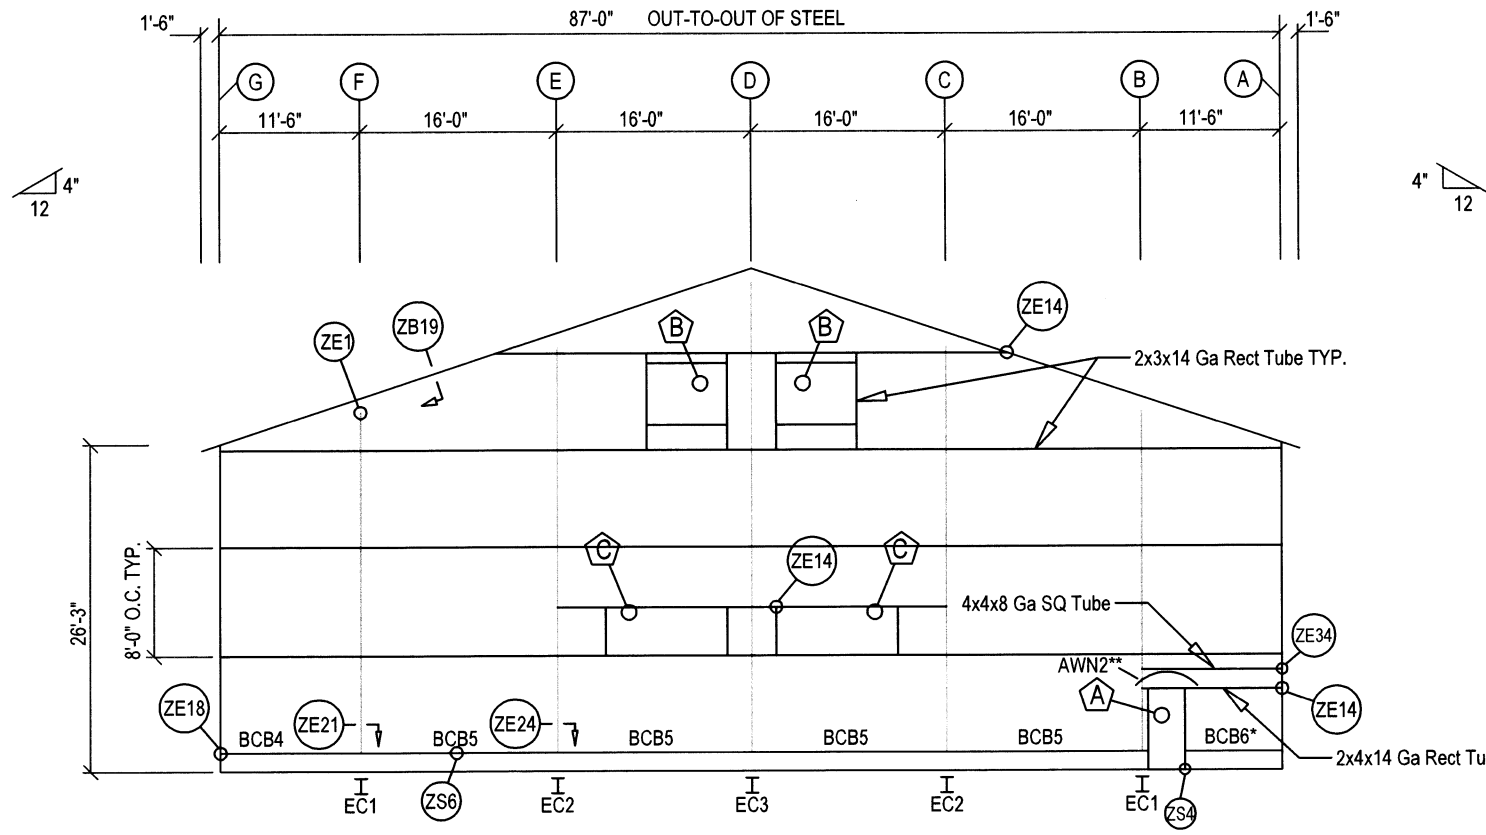 87'-0" OUT-TO-OUT OF STEEL
1'-6"
1'-6"
G
F
E
D
C
B
A
11'-6"
16'-0"
16'-0"
16'-0"
16'-0"
11'-6"
4"
12
4"
12
ZE1
ZB19
B
B
ZE14
2x3x14 Ga Rect Tube TYP.
26'-3"
8'-0" O.C. TYP.
C
ZE14
C
4x4x8 Ga SQ Tube
ZE34
AWN2**
A
ZE14
ZE18
ZE21
ZE24
BCB4
BCB5
BCB5
BCB5
BCB5
BCB6*
2x4x14 Ga Rect Tu
EC1
ZS6
EC2
EC3
EC2
EC1
ZS4